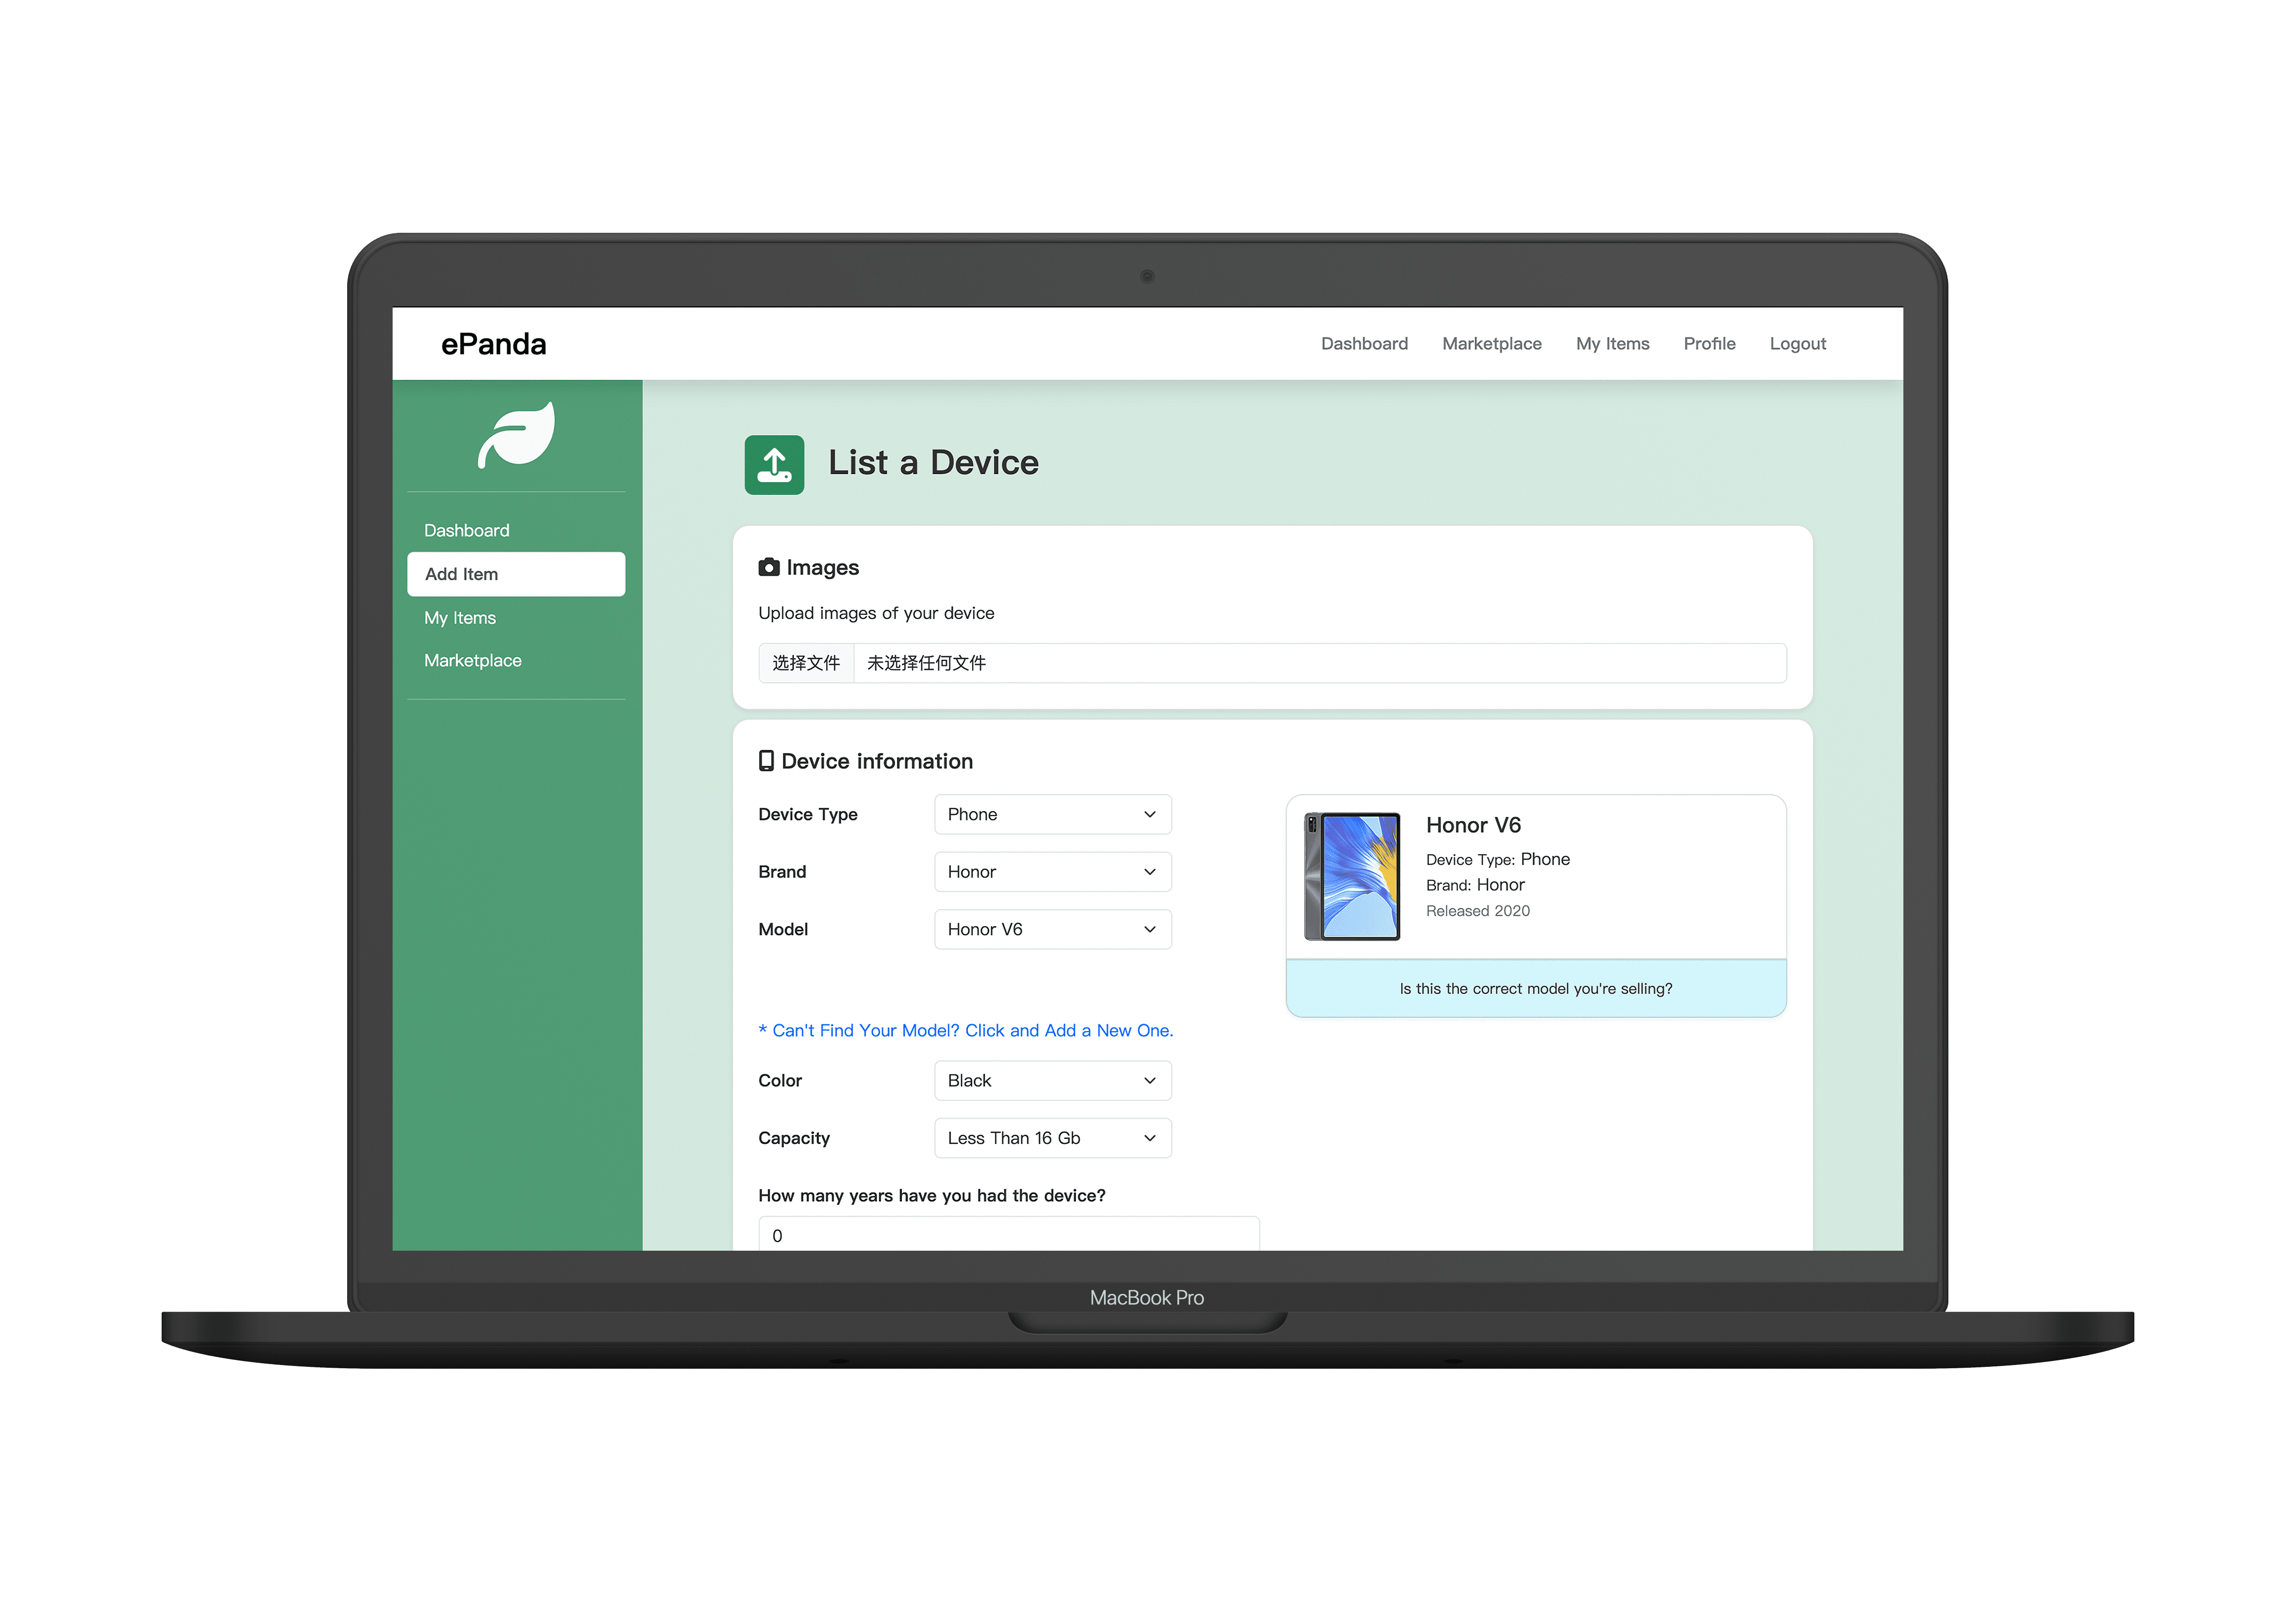 ePanda
Dashboard Marketplace My Items Profile Logout
Dashboard
Add Item
My Items
Marketplace
List a Device
Images
Upload images of your device
选择文件 未选择任何文件
Device information
Device Type Phone
Brand Honor
Model Honor V6
Honor V6
Device Type: Phone
Brand: Honor
Released 2020
Is this the correct model you're selling?
* Can't Find Your Model? Click and Add a New One.
Color Black
Capacity Less Than 16 Gb
How many years have you had the device?
0
MacBook Pro